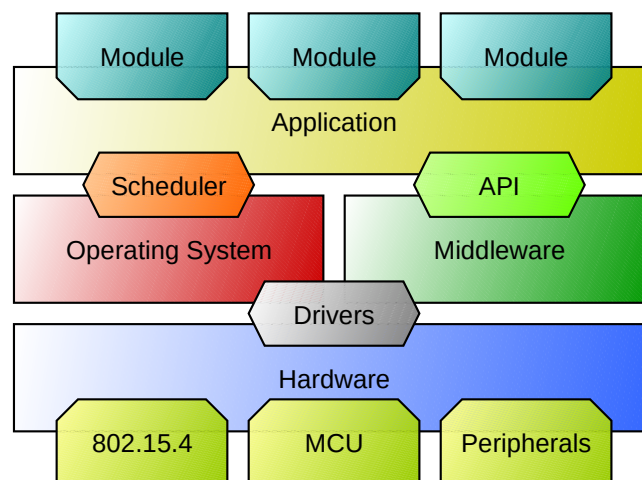 Module
Module
Module
Application
Scheduler
API
Operating System
Middleware
Drivers
Hardware
802.15.4
MCU
Peripherals